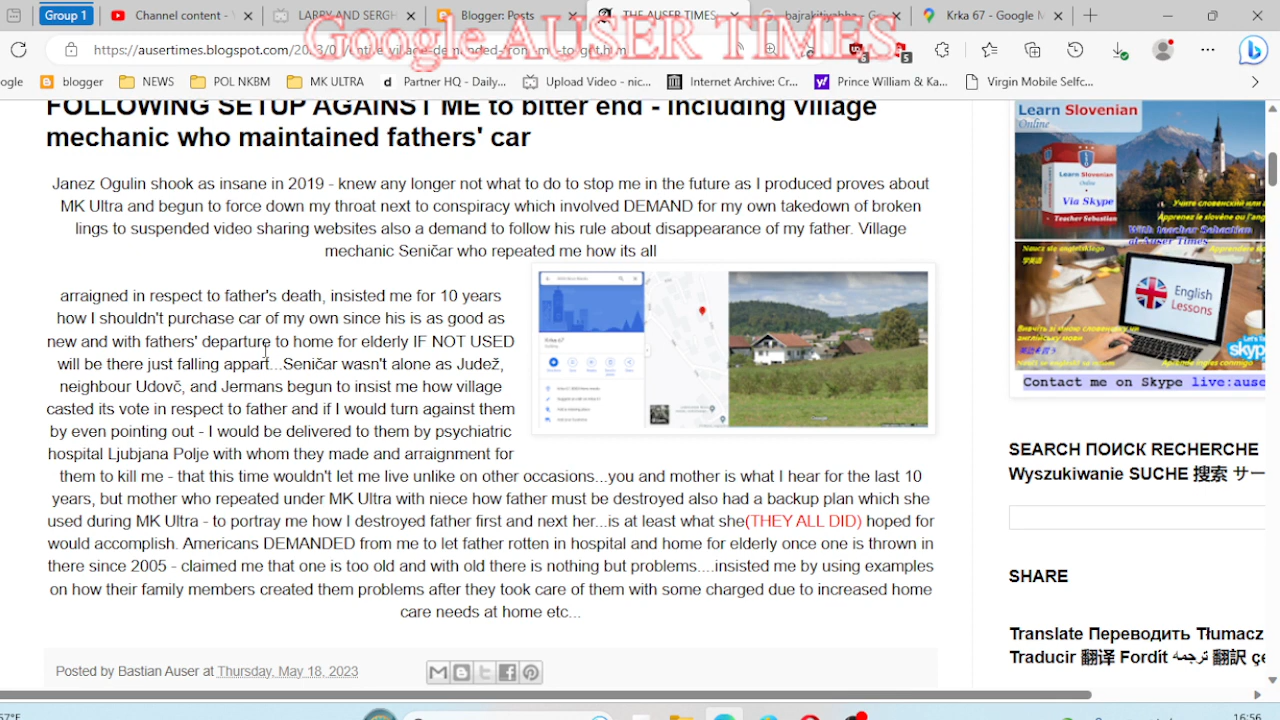 Group 1
Channel content - Y
LARRY AND SERGH
Blogger: Posts
THE AUSER TIMES
bajrakitiyabha - Go
Krka 67 - Google M
Google AUSER TIMES
https://ausertimes.blogspot.com/20
ogle
blogger
NEWS
POL NKBM
MK ULTRA
Partner HQ - Daily...
Upload Video - nic...
Internet Archive: Cr...
Prince William & Ka...
Virgin Mobile Selfc...
FOLLOWING SETUP AGAINST ME to bitter end - including village
mechanic who maintained fathers' car
Janez Ogulin shook as insane in 2019 - knew any longer not what to do to stop me in the future as I produced proves about
MK Ultra and begun to force down my throat next to conspiracy which involved DEMAND for my own takedown of broken
lings to suspended video sharing websites also a demand to follow his rule about disappearance of my father. Village
mechanic Seničar who repeated me how its all
arraigned in respect to father's death, insisted me for 10 years
how I shouldn't purchase car of my own since his is as good as
new and with fathers' departure to home for elderly IF NOT USED
will be there just falling appart...Seničar wasn't alone as Judež
neighbour Udovč and Jemans begun to insist me how village
casted its vote in respect to father and if I would turn against them
by even pointing out - I would be delivered to them by psychiatric
hospital Ljubjana Polje with whom they made and arraignment for
them to kill me - that this time wouldn't let me live unlike on other occassions...you and mother is what I hear for the last 10
years, but mother who repeated under MK Ultra with niece how father must be destroyed also had a backup plan which she
used during MK Ultra - to portray me how I destroyed father first and next her...is at least what she(THEY ALL DID) hoped for
would accomplish. Americans DEMANDED from me to let father rotten in hospital and home for elderly once one is thrown in
there since 2005 - claimed me that one is too old and with old there is nothing but problems....insisted me by using examples
on how their family members created them problems after they took care of them with some charged due to increased home
care needs at home etc...
Krka 67
Posted by Bastian Auser at Thursday, May 18, 2023
Learn Slovenian
Online
Learn Slovenian
Online
Via Skype
Teacher Sebastien
With teacher Sebastian
at Auser Times
English
Lessons
skyp
Contact me on Skype live:ause
SEARCH ПОИСК RECHERCHE
Wyszukiwanie SUCHE 搜索 サー
SHARE
Translate Переводить Tłumacz
Traducir 翻译 Fordít ترجمه 翻訳 çe
57°F
16:56